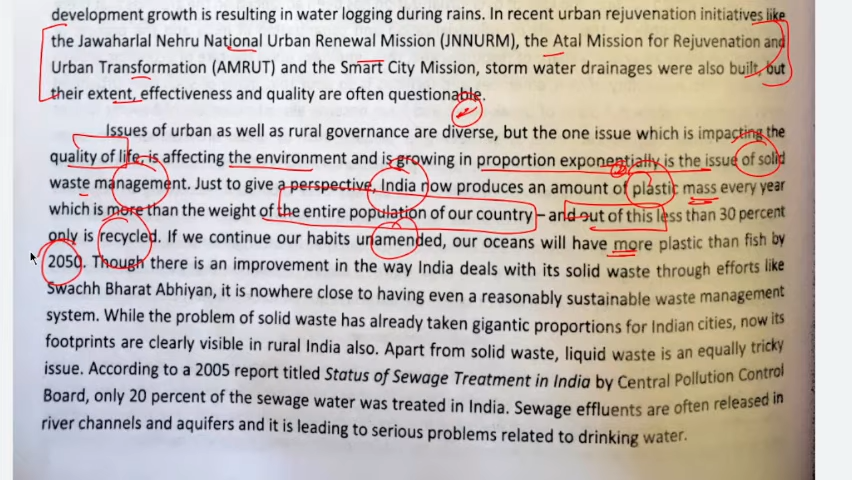 development growth is resulting in water logging during rains. In recent urban rejuvenation initiatives like
the Jawaharlal Nehru National Urban Renewal Mission (JNNURM), the Atal Mission for Rejuvenation and
Urban Transformation (AMRUT) and the Smart City Mission, storm water drainages were also built, but
their extent, effectiveness and quality are often questionable.
Issues of urban as well as rural governance are diverse, but the one issue which is impacting the
quality of life, is affecting the environment and is growing in proportion exponentially is the issue of solid
waste management. Just to give a perspective, India now produces an amount of plastic mass every year
which is more than the weight of the entire population of our country – and out of this less than 30 percent
only is recycled. If we continue our habits unamended, our oceans will have more plastic than fish by
2050. Though there is an improvement in the way India deals with its solid waste through efforts like
Swachh Bharat Abhiyan, it is nowhere close to having even a reasonably sustainable waste management
system. While the problem of solid waste has already taken gigantic proportions for Indian cities, now its
footprints are clearly visible in rural India also. Apart from solid waste, liquid waste is an equally tricky
issue. According to a 2005 report titled Status of Sewage Treatment in India by Central Pollution Control
Board, only 20 percent of the sewage water was treated in India. Sewage effluents are often released in
river channels and aquifers and it is leading to serious problems related to drinking water.